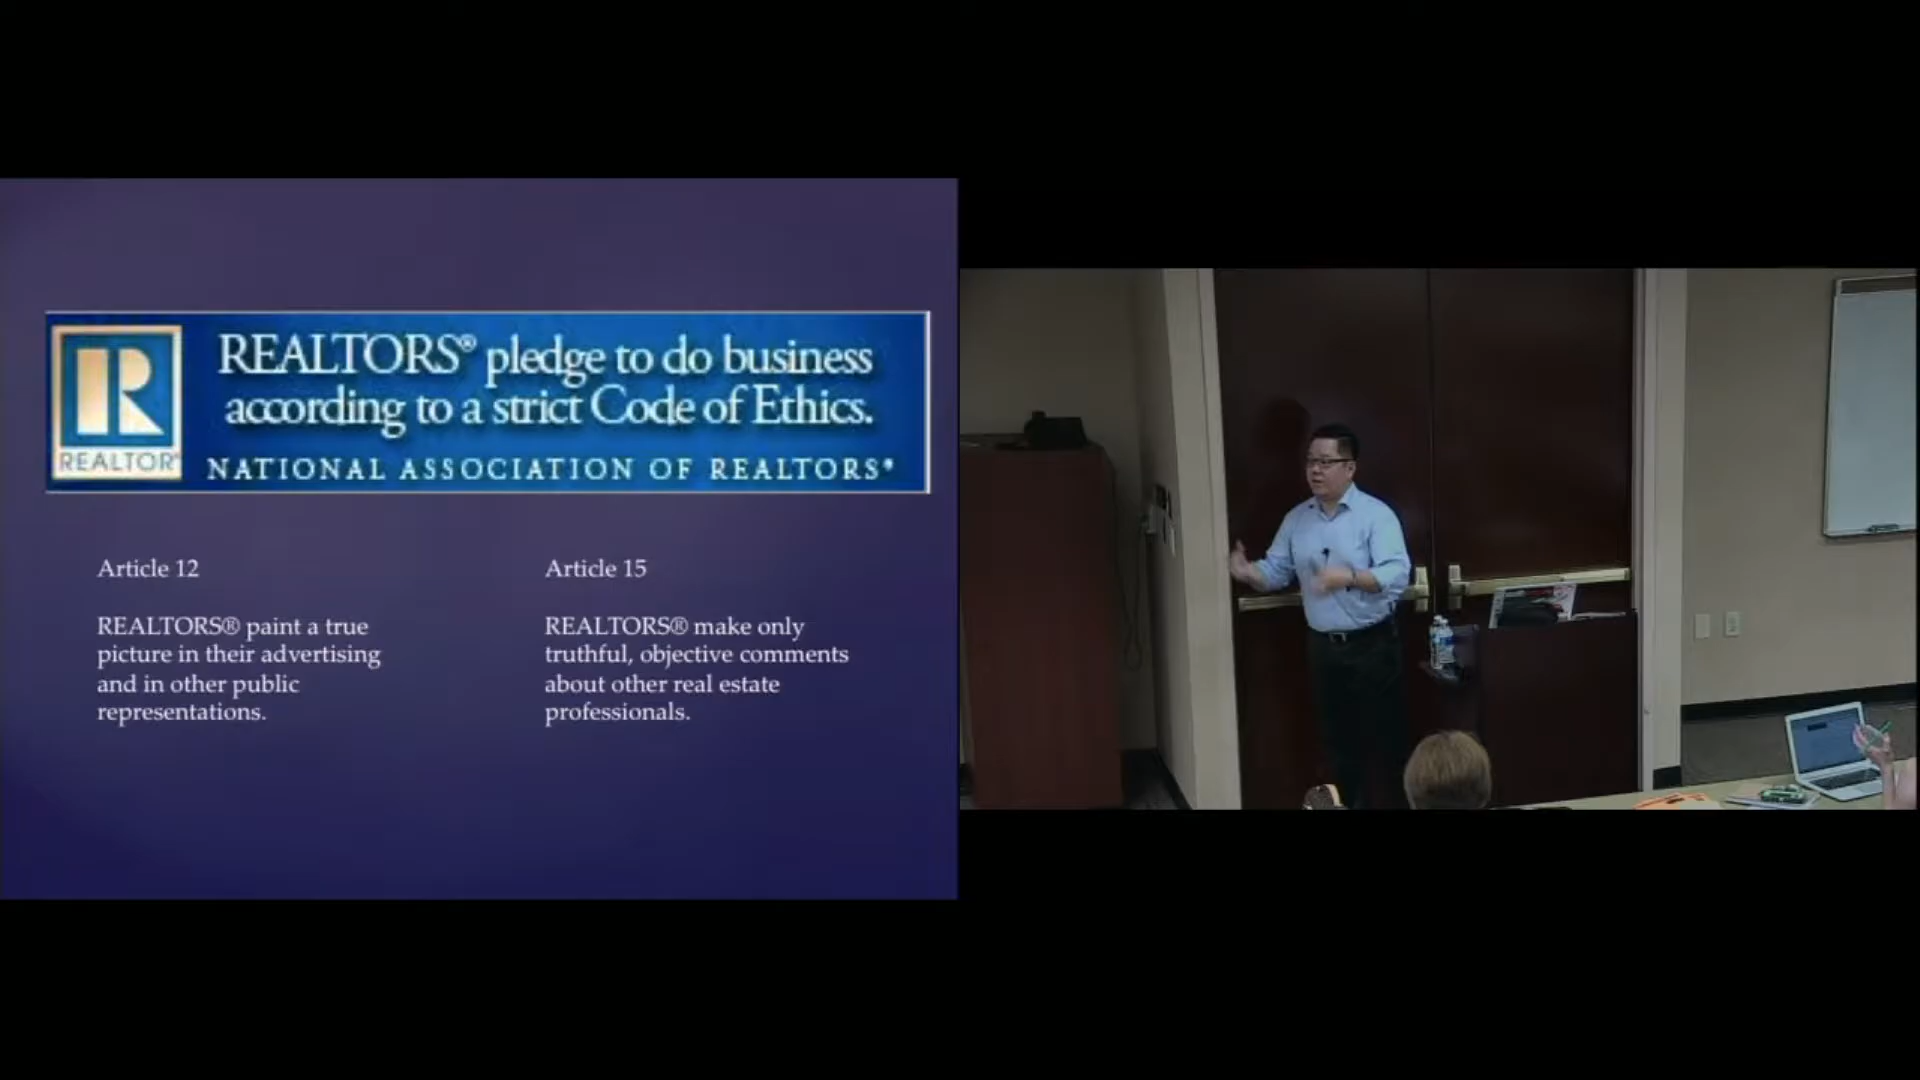 REALTORS® pledge to do business
according to a strict Code of Ethics.
REALTOR®
NATIONAL ASSOCIATION OF REALTORS®
Article 12
REALTORS® paint a true
picture in their advertising
and in other public
representations.
Article 15
REALTORS® make only
truthful, objective comments
about other real estate
professionals.